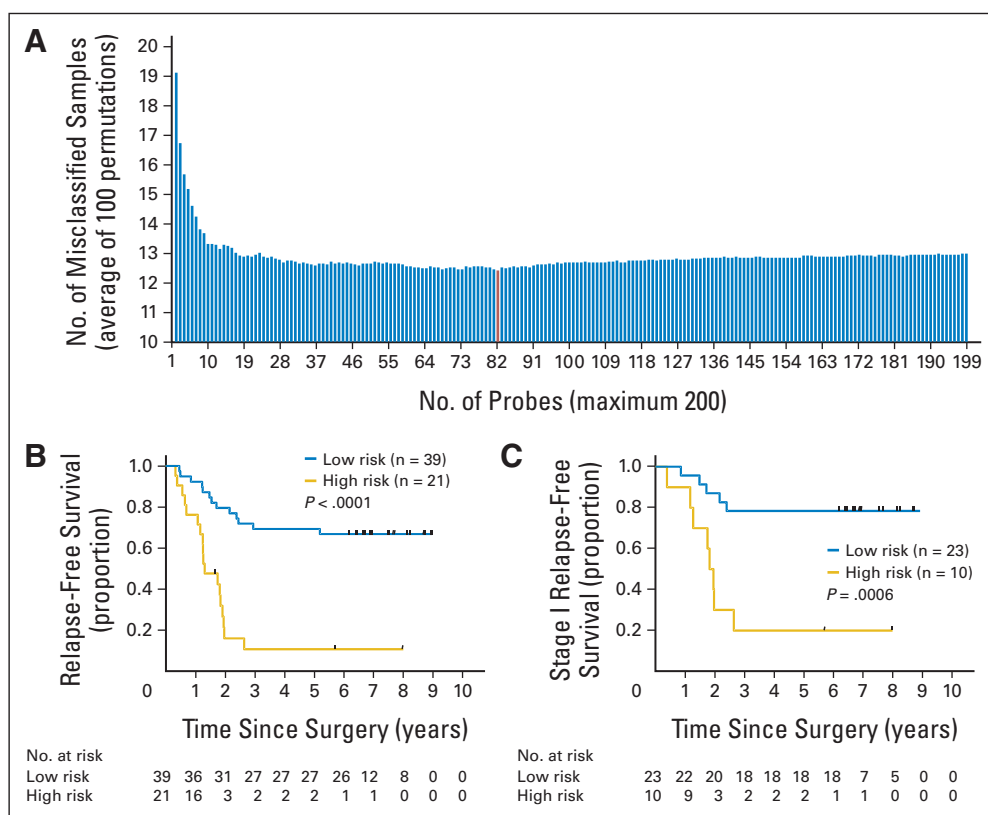 A
No. of Misclassified Samples
(average of 100 permutations)
20
19
18
17
16
15
14
13
12
11
10
1 10 19 28 37 46 55 64 73 82 91 100 109 118 127 136 145 154 163 172 181 190 199
No. of Probes (maximum 200)
B
Relapse-Free Survival
(proportion)
1.0
0.8
0.6
0.4
0.2
Low risk (n = 39)
High risk (n = 21)
P < .0001
0 1 2 3 4 5 6 7 8 9 10
Time Since Surgery (years)
No. at risk
Low risk 39 36 31 27 27 27 26 12 8 0 0
High risk 21 16 3 2 2 2 1 1 0 0 0
C
Stage I Relapse-Free
Survival (proportion)
1.0
0.8
0.6
0.4
0.2
Low risk (n = 23)
High risk (n = 10)
P = .0006
0 1 2 3 4 5 6 7 8 9 10
Time Since Surgery (years)
No. at risk
Low risk 23 22 20 18 18 18 18 7 5 0 0
High risk 10 9 3 2 2 2 1 1 0 0 0